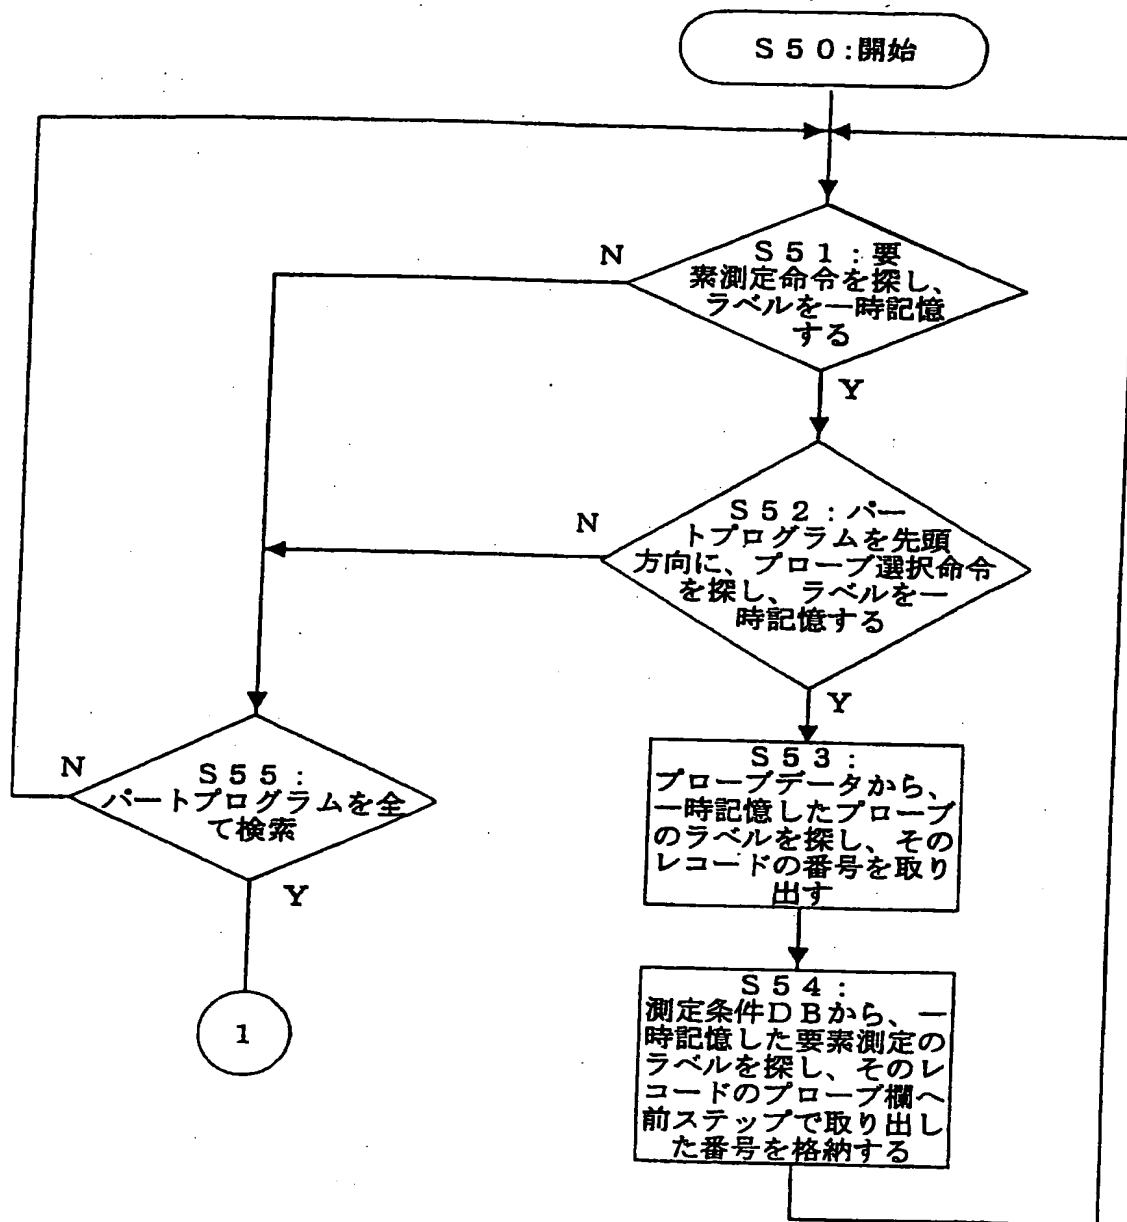 S50:開始
N
S51:要
素測定命令を探し、
ラベルを一時記憶
する
Y
N
S52:パー
トプログラムを先頭
方向に、プローブ選択命令
を探し、ラベルを一
時記憶する
Y
N
S55:
パートプログラムを全
て検索
Y
1
S53:
プローブデータから、
一時記憶したプローブ
のラベルを探し、その
レコードの番号を取り
出す
S54:
測定条件DBから、一
時記憶した要素測定の
ラベルを探し、そのレ
コードのプローブ欄へ
前ステップで取り出し
た番号を格納する